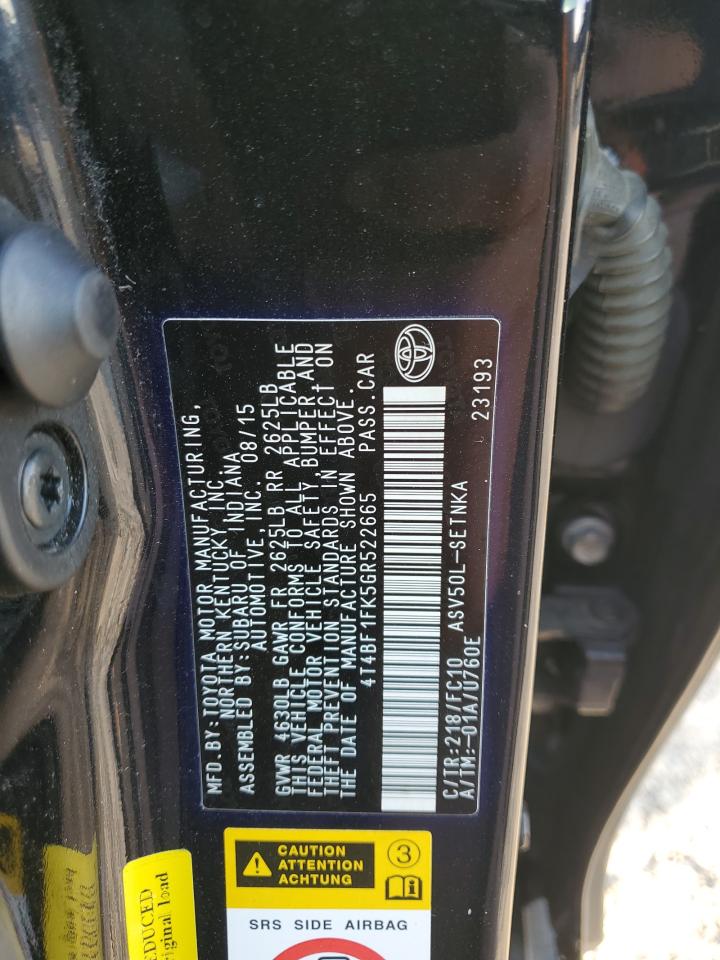 MFD.BY:TOYOTA MOTOR MANUFACTURING,
NORTHERN KENTUCKY INC.
ASSEMBLED BY:SUBARU OF INDIANA
AUTOMOTIVE, INC. 08/15
GVWR 4630LB GAWR FR 2625LB RR 2625LB
THIS VEHICLE CONFORMS TO ALL APPLICABLE
FEDERAL MOTOR VEHICLE SAFETY, BUMPER,AND
THEFT PREVENTION STANDARDS IN EFFECT ON
THE DATE OF MANUFACTURE SHOWN ABOVE.
4T4BF1FK5GR522665 PASS.CAR
23193
C/TR:218/FC10 ASV50L-SETNKA
A/TM:-01A/U760E
CAUTION
ATTENTION
ACHTUNG
3
SRS SIDE AIRBAG
EDUCED
riginal load